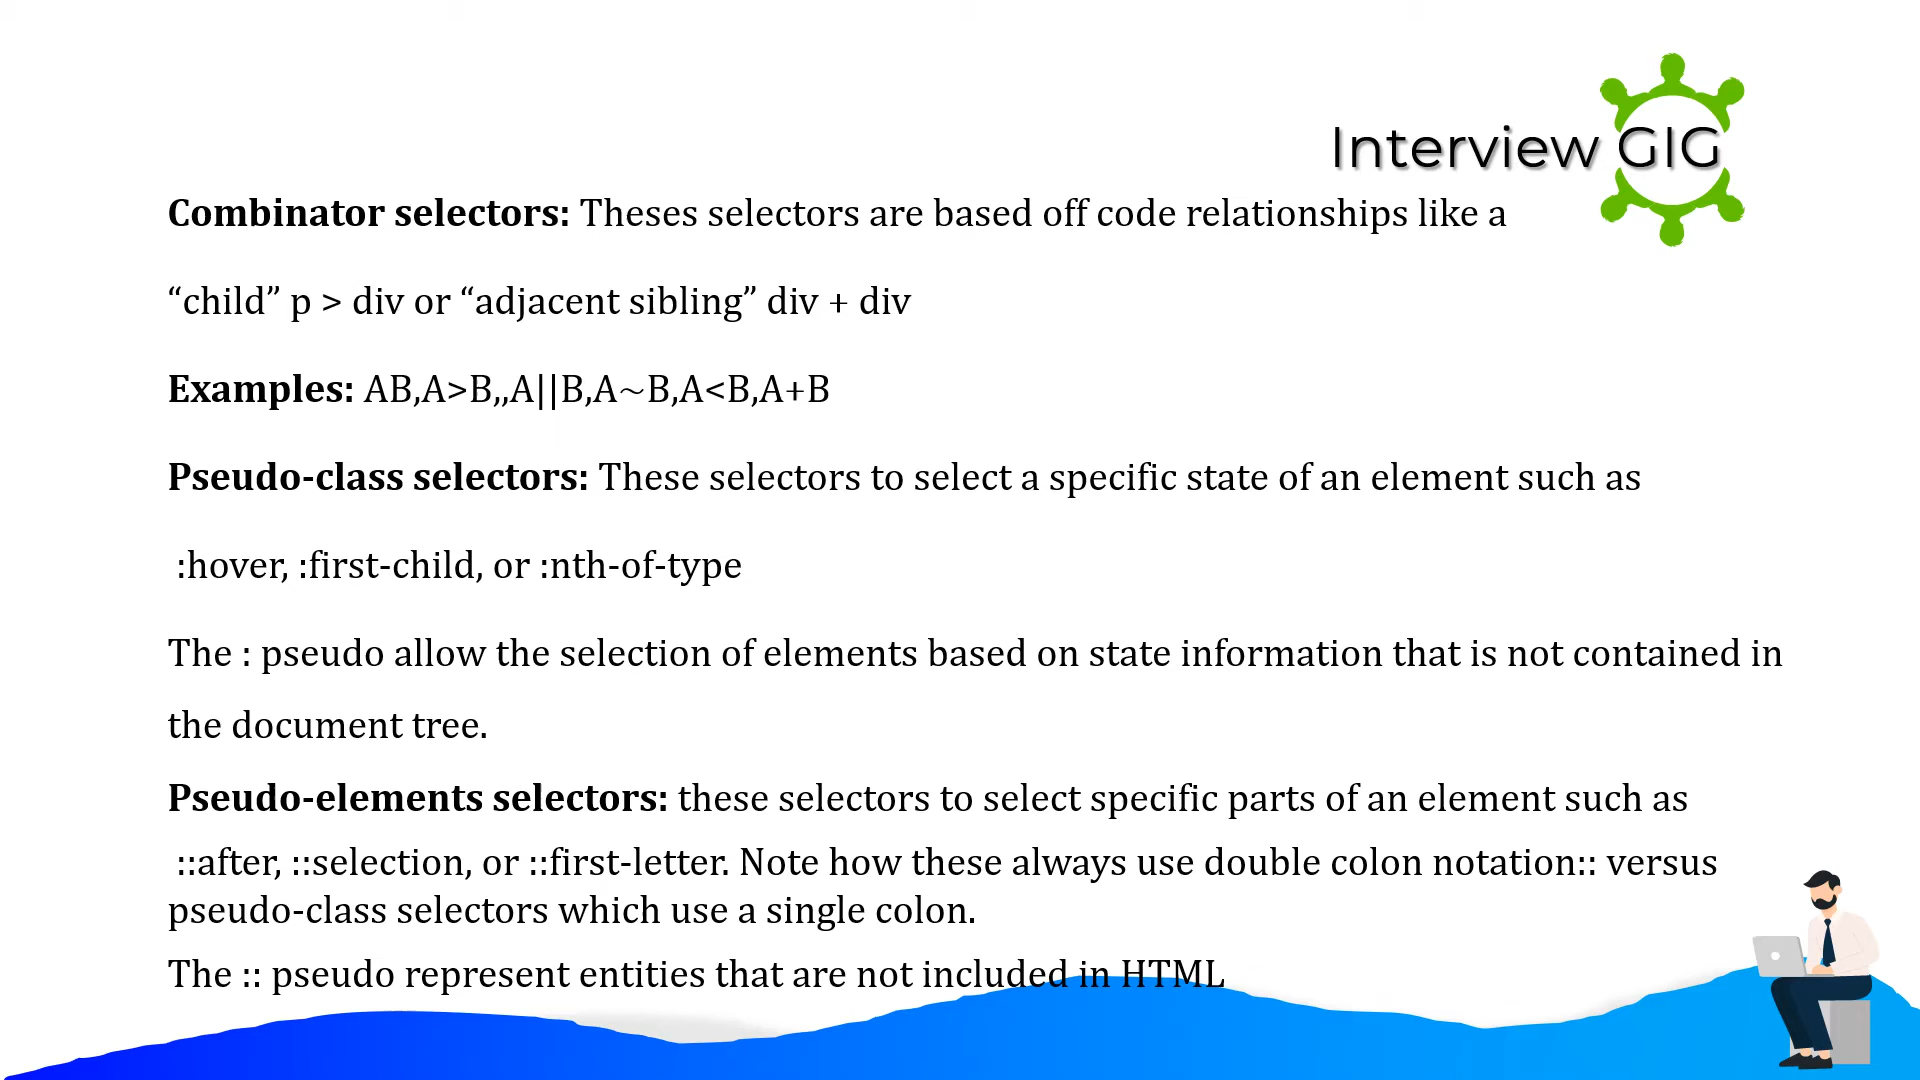 Interview GIG
Combinator selectors: Theses selectors are based off code relationships like a
“child” p > div or “adjacent sibling” div + div
Examples: AB,A>B,,A||B,A~B,A<B,A+B
Pseudo-class selectors: These selectors to select a specific state of an element such as
:hover, :first-child, or :nth-of-type
The : pseudo allow the selection of elements based on state information that is not contained in
the document tree.
Pseudo-elements selectors: these selectors to select specific parts of an element such as
::after, ::selection, or ::first-letter. Note how these always use double colon notation:: versus
pseudo-class selectors which use a single colon.
The :: pseudo represent entities that are not included in HTML